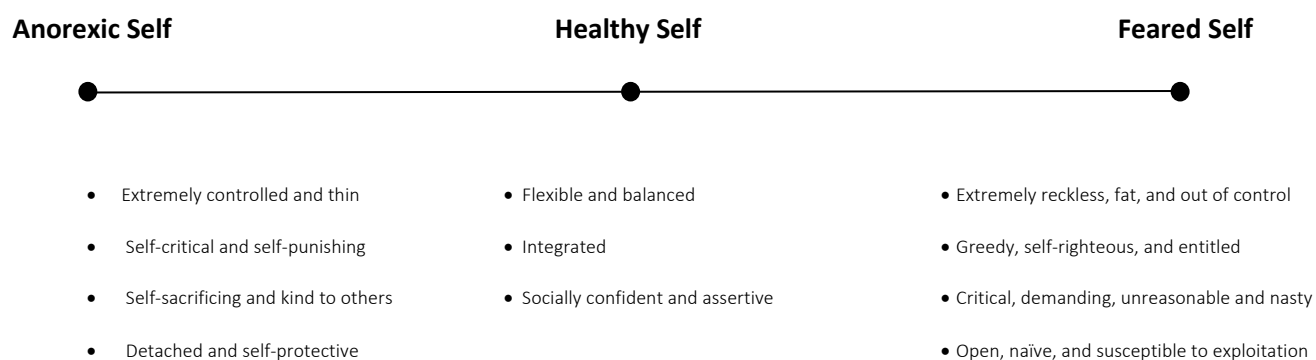 Anorexic Self
Healthy Self
Feared Self
• Extremely controlled and thin
• Self-critical and self-punishing
• Self-sacrificing and kind to others
• Detached and self-protective
• Flexible and balanced
• Integrated
• Socially confident and assertive
• Extremely reckless, fat, and out of control
• Greedy, self-righteous, and entitled
• Critical, demanding, unreasonable and nasty
• Open, naïve, and susceptible to exploitation